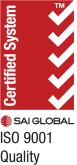 Certified System
TM
SAI GLOBAL
ISO 9001
Quality